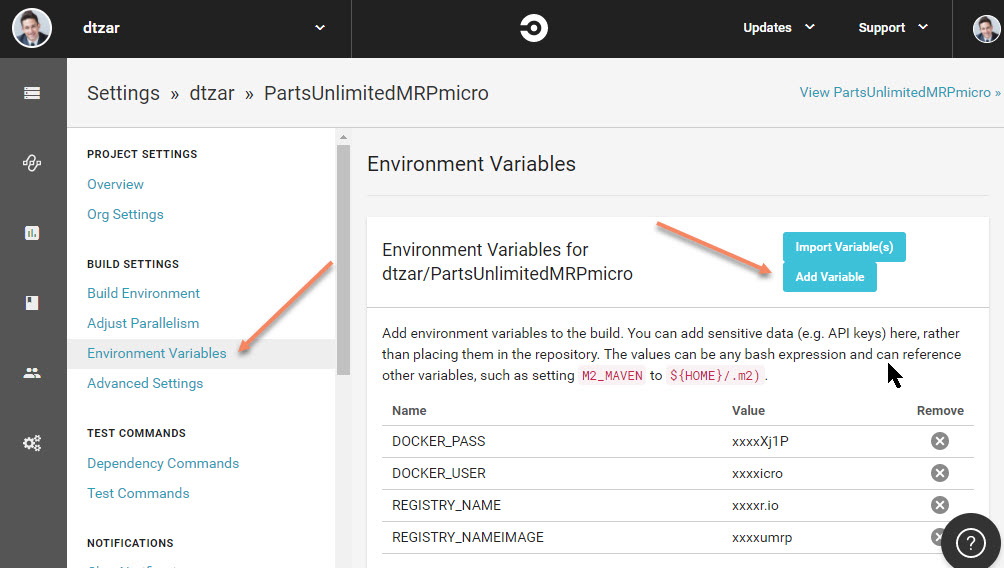 dtzar
Updates
Support
Settings » dtzar » PartsUnlimitedMRPmicro
View PartsUnlimitedMRPmicro »
PROJECT SETTINGS
Overview
Org Settings
BUILD SETTINGS
Build Environment
Adjust Parallelism
Environment Variables
Advanced Settings
TEST COMMANDS
Dependency Commands
Test Commands
NOTIFICATIONS
Environment Variables
Environment Variables for
dtzar/PartsUnlimitedMRPmicro
Import Variable(s)
Add Variable
Add environment variables to the build. You can add sensitive data (e.g. API keys) here, rather
than placing them in the repository. The values can be any bash expression and can reference
other variables, such as setting M2_MAVEN to ${HOME}/.m2).
Name Value Remove
DOCKER_PASS xxxxXj1P
DOCKER_USER xxxxicro
REGISTRY_NAME xxxxr.io
REGISTRY_NAMEIMAGE xxxxumrp
?